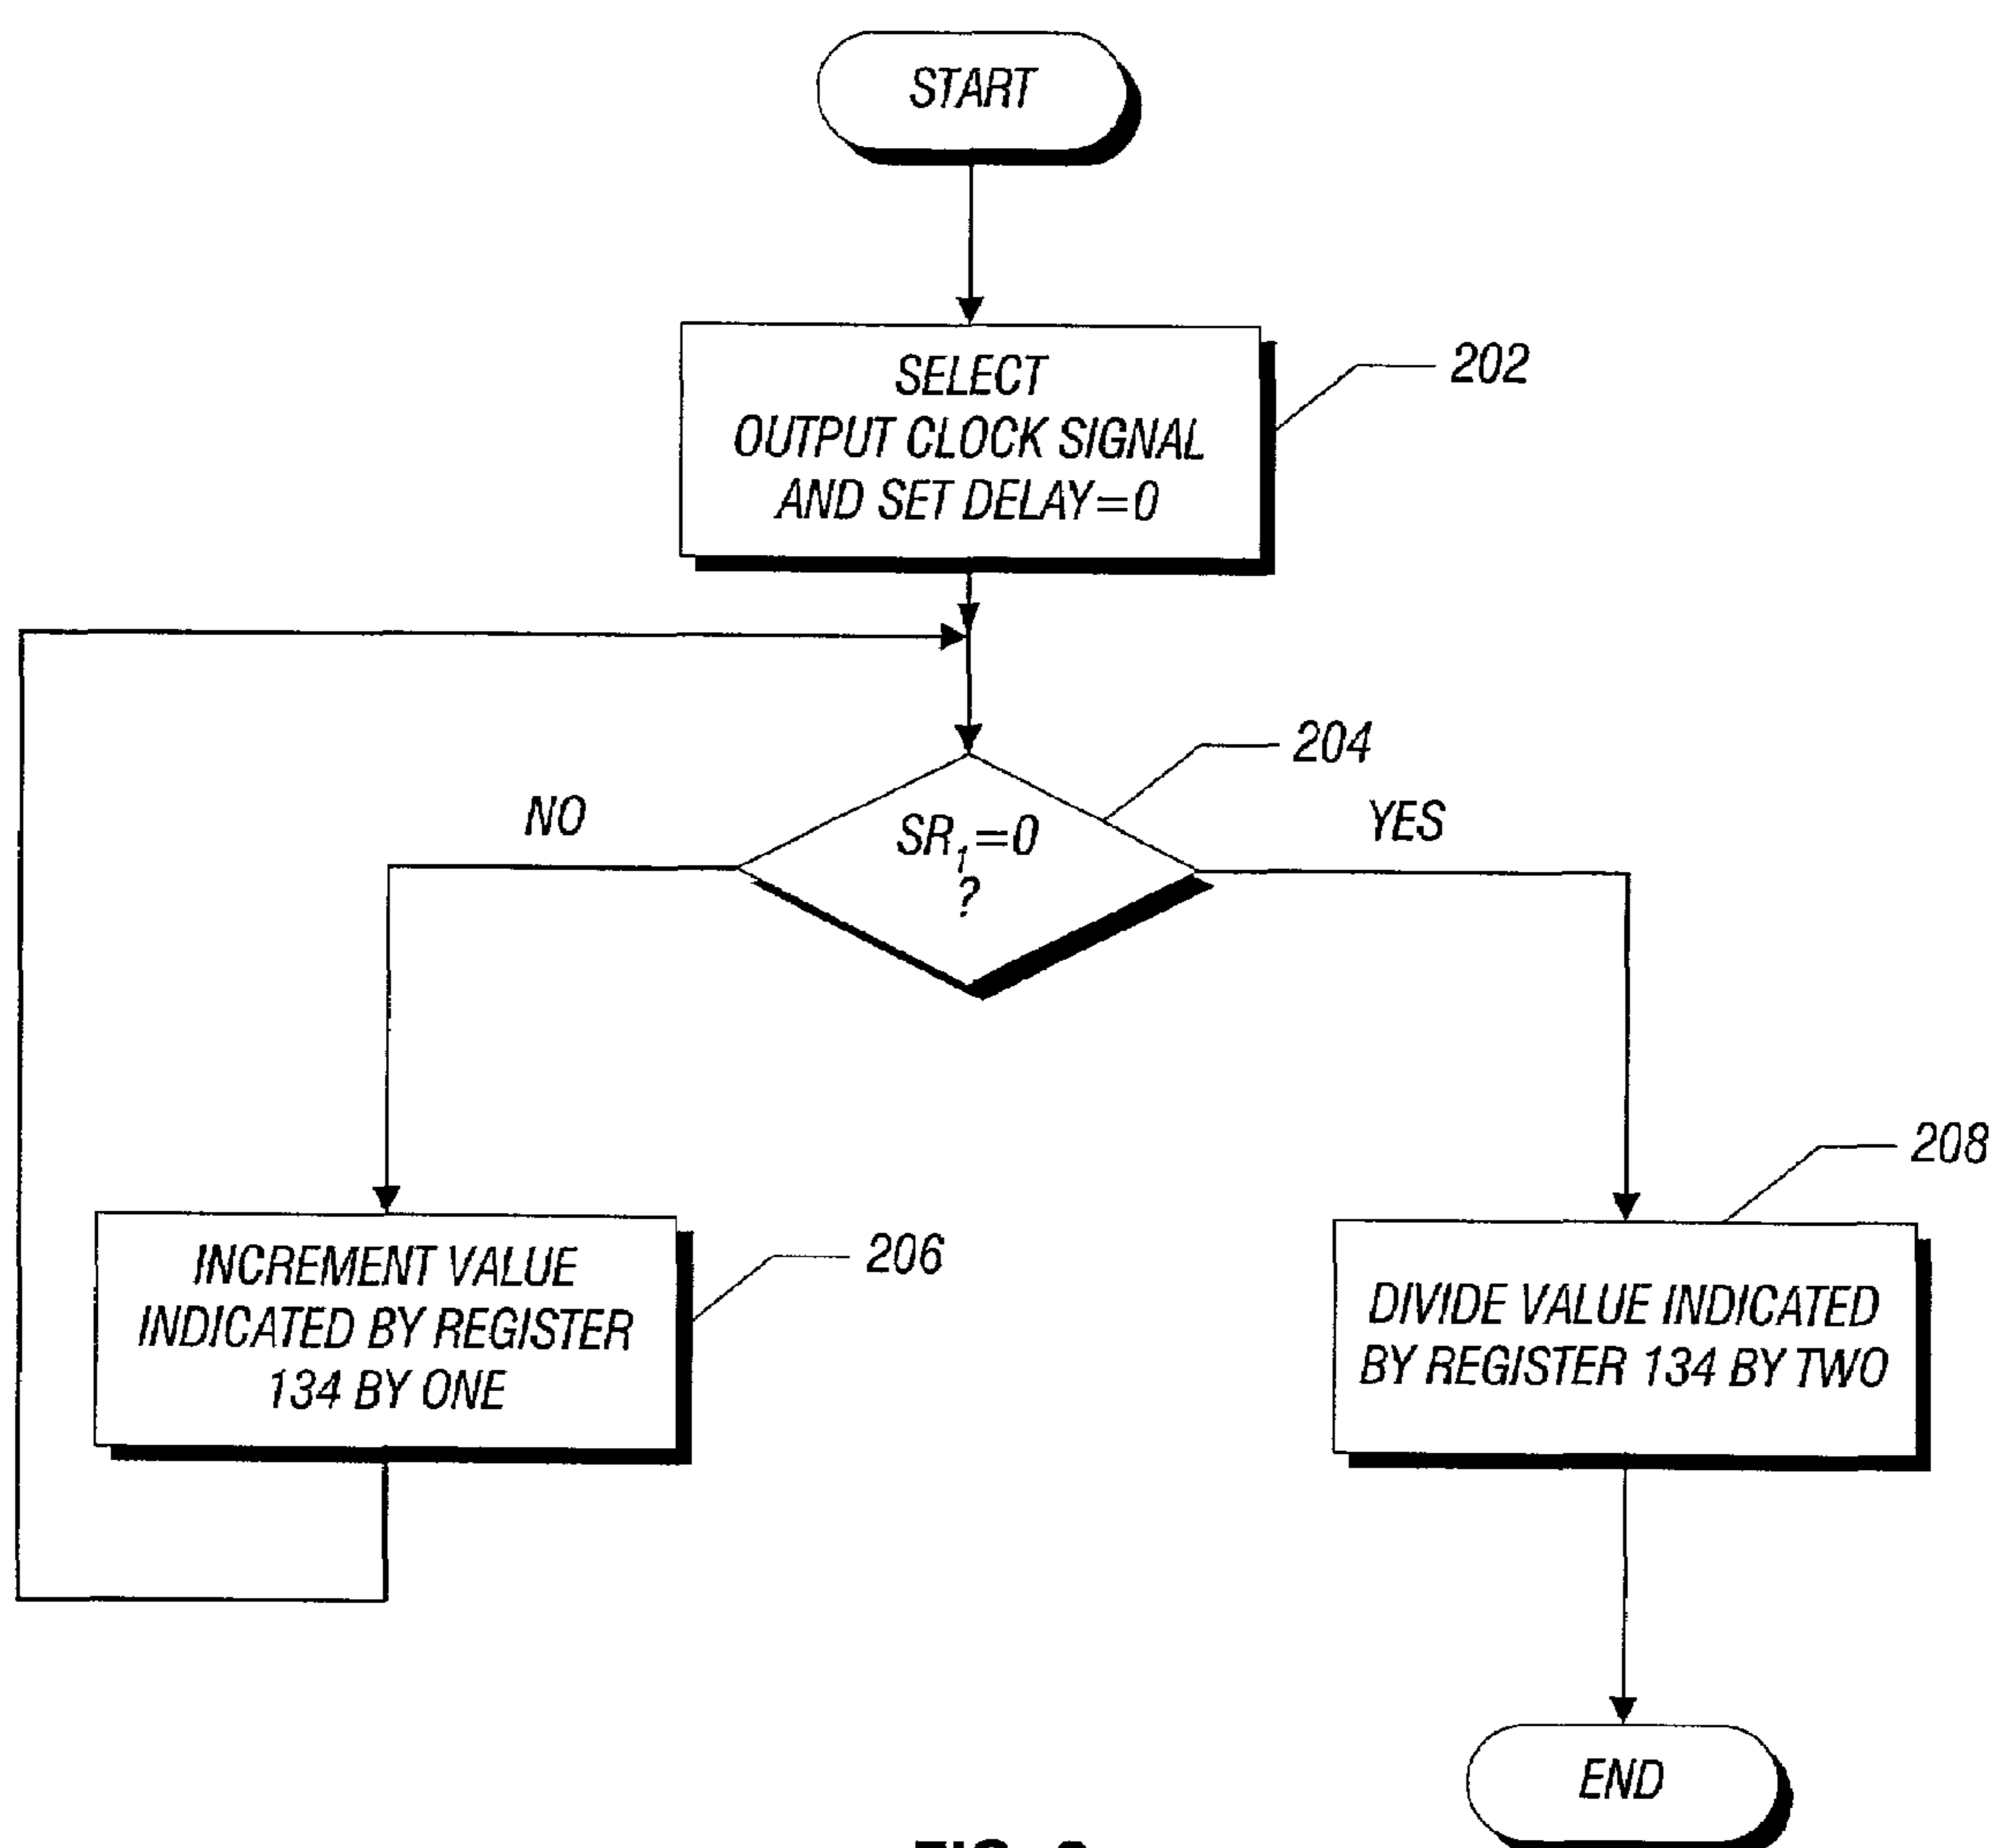 START
SELECT
OUTPUT CLOCK SIGNAL
AND SET DELAY=0
202
204
NO
YES
SR1=0
?
208
206
INCREMENT VALUE
INDICATED BY REGISTER
134 BY ONE
DIVIDE VALUE INDICATED
BY REGISTER 134 BY TWO
END